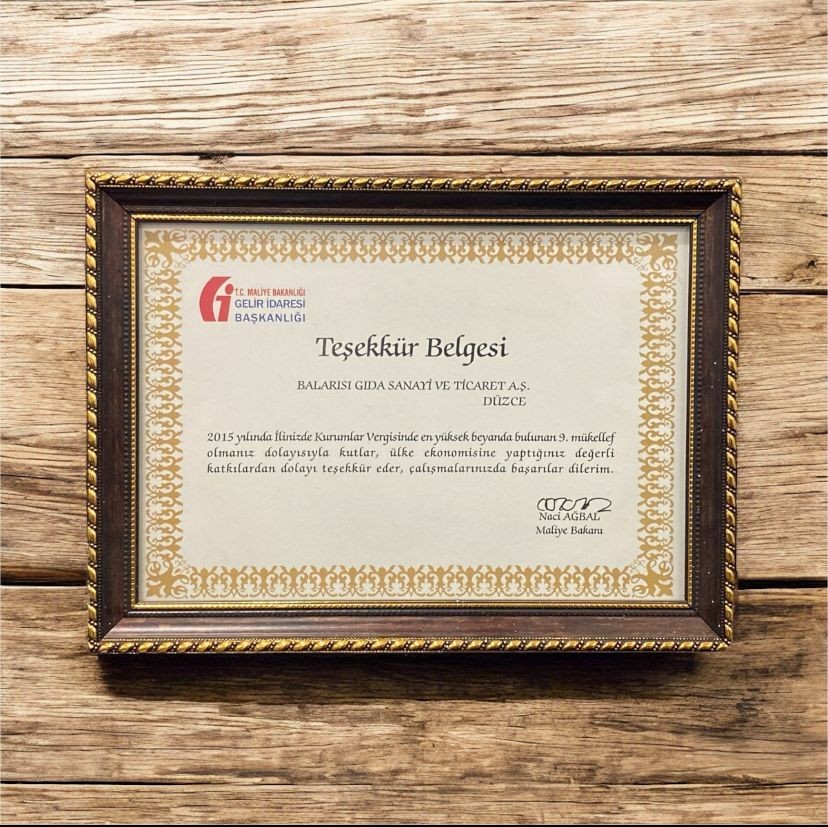 T.C. MALİYE BAKANLIĞI
GELİR İDARESİ
BAŞKANLIĞI
Teşekkür Belgesi
BALARISI GIDA SANAYİ VE TİCARET A.Ş.
DÜZCE
2015 yılında İlinizde Kurumlar Vergisinde en yüksek beyanda bulunan 9. mükellef
olmanız dolayısıyla kutlar, ülke ekonomisine yaptığınız değerli
katkılardan dolayı teşekkür eder, çalışmalarınızda başarılar dilerim.
Naci AĞBAL
Maliye Bakanı